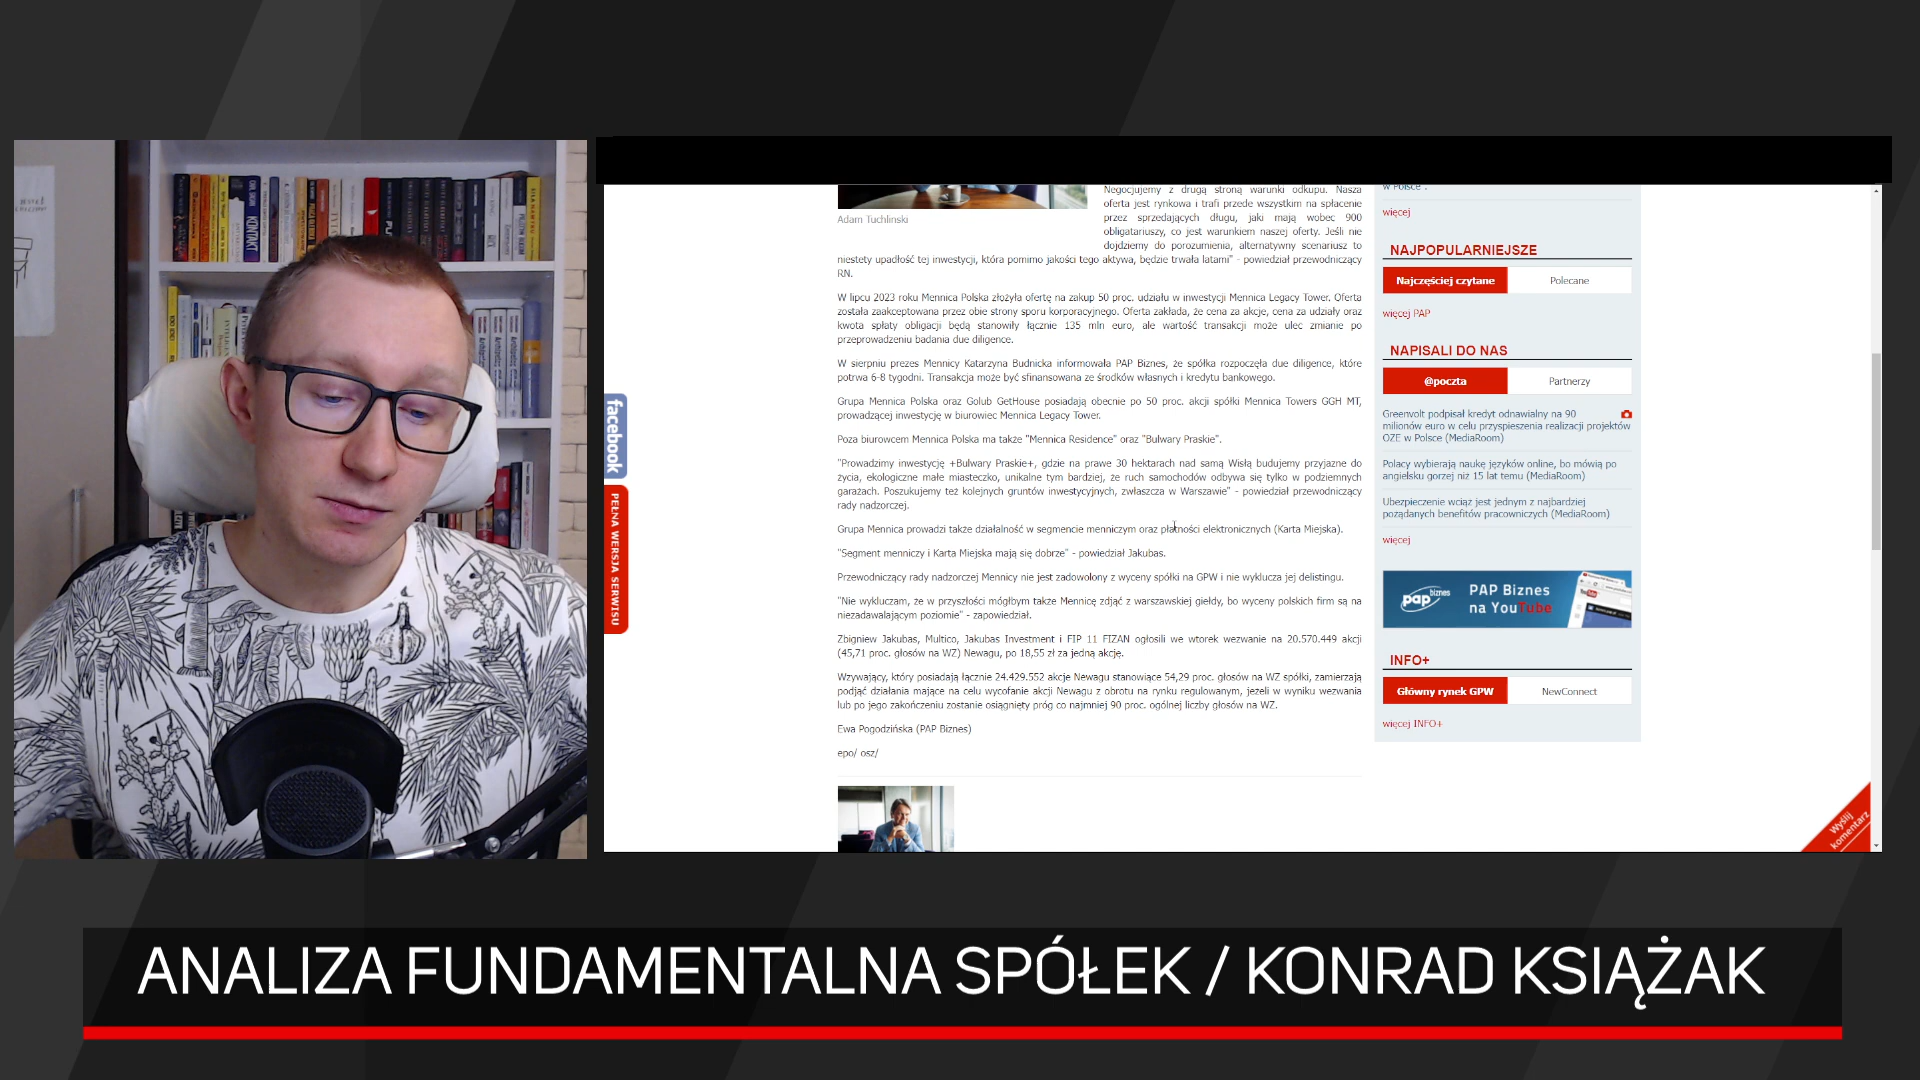 KONTAKT
Negocjujemy z drugą stroną warunki odkupu. Nasza
oferta jest rynkowa i trafi przede wszystkim na spłacenie
przez sprzedających długu, jaki mają wobec 900
obligatariuszy, co jest warunkiem naszej oferty. Jeśli nie
dojdziemy do porozumienia, alternatywny scenariusz to
Adam Tuchlinski
niestety upadłość tej inwestycji, która pomimo jakości tego aktywa, będzie trwała latami" - powiedział przewodniczący
RN.
W lipcu 2023 roku Mennica Polska złożyła ofertę na zakup 50 proc. udziału w inwestycji Mennica Legacy Tower. Oferta
została zaakceptowana przez obie strony sporu korporacyjnego. Oferta zakłada, że cena za akcje, cena za udziały oraz
kwota spłaty obligacji będą stanowiły łącznie 135 mln euro, ale wartość transakcji może ulec zmianie po
przeprowadzeniu badania due diligence.
W sierpniu prezes Mennicy Katarzyna Budnicka informowała PAP Biznes, że spółka rozpoczęła due diligence, które
potrwa 6-8 tygodni. Transakcja może być sfinansowana ze środków własnych i kredytu bankowego.
Grupa Mennica Polska oraz Golub GetHouse posiadają obecnie po 50 proc. akcji spółki Mennica Towers GGH MT,
prowadzącej inwestycję w biurowiec Mennica Legacy Tower.
Poza biurowcem Mennica Polska ma także "Mennica Residence" oraz "Bulwary Praskie".
"Prowadzimy inwestycję +Bulwary Praskie+, gdzie na prawe 30 hektarach nad samą Wisłą budujemy przyjazne do
życia, ekologiczne małe miasteczko, unikalne tym bardziej, że ruch samochodów odbywa się tylko w podziemnych
garażach. Poszukujemy też kolejnych gruntów inwestycyjnych, zwłaszcza w Warszawie" - powiedział przewodniczący
rady nadzorczej.
Grupa Mennica prowadzi także działalność w segmencie menniczym oraz płatności elektronicznych (Karta Miejska).
"Segment menniczy i Karta Miejska mają się dobrze" - powiedział Jakubas.
Przewodniczący rady nadzorczej Mennicy nie jest zadowolony z wyceny spółki na GPW i nie wyklucza jej delistingu.
"Nie wykluczam, że w przyszłości mógłbym także Mennicę zdjąć z warszawskiej giełdy, bo wyceny polskich firm są na
niezadawalającym poziomie" - zapowiedział.
Zbigniew Jakubas, Multico, Jakubas Investment i FIP 11 FIZAN ogłosili we wtorek wezwanie na 20.570.449 akcji
(45,71 proc. głosów na WZ) Newagu, po 18,55 zł za jedną akcję.
Wzywający, który posiadają łącznie 24.429.552 akcje Newagu stanowiące 54,29 proc. głosów na WZ spółki, zamierzają
podjąć działania mające na celu wycofanie akcji Newagu z obrotu na rynku regulowanym, jeżeli w wyniku wezwania
lub po jego zakończeniu zostanie osiągnięty próg co najmniej 90 proc. ogólnej liczby głosów na WZ.
Ewa Pogodzińska (PAP Biznes)
epo/ osz/
facebook
PEŁNA WERSJA SERWISU
w Polsce".
więcej
NAJPOPULARNIEJSZE
Najczęściej czytane
Polecane
więcej PAP
NAPISALI DO NAS
@poczta
Partnerzy
Greenvolt podpisał kredyt odnawialny na 90
milionów euro w celu przyspieszenia realizacji projektów
OZE w Polsce (MediaRoom)
Polacy wybierają naukę języków online, bo mówią po
angielsku gorzej niż 15 lat temu (MediaRoom)
Ubezpieczenie wciąż jest jednym z najbardziej
pożądanych benefitów pracowniczych (MediaRoom)
więcej
pap biznes
PAP Biznes
na YouTube
INFO+
Główny rynek GPW
NewConnect
więcej INFO+
Wyślij
komentarz
ANALIZA FUNDAMENTALNA SPÓŁEK / KONRAD KSIĄŻAK